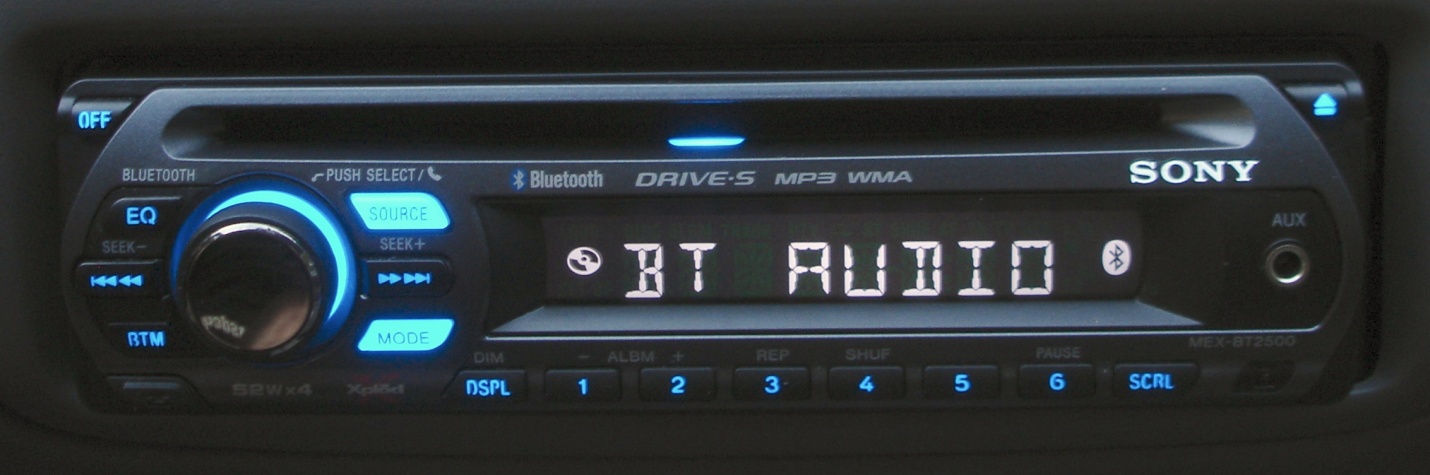 OFF
BLUETOOTH
PUSH SELECT/
Bluetooth DRIVE·S MP3 WMA
SONY
EQ
SOURCE
AUX
SEEK−
SEEK+
BT AUDIO
BTM
MODE
MEX-BT2500
DIM
− ALBM +
REP
SHUF
PAUSE
52W×4
Xplod
DSPL
1
2
3
4
5
6
SCRL